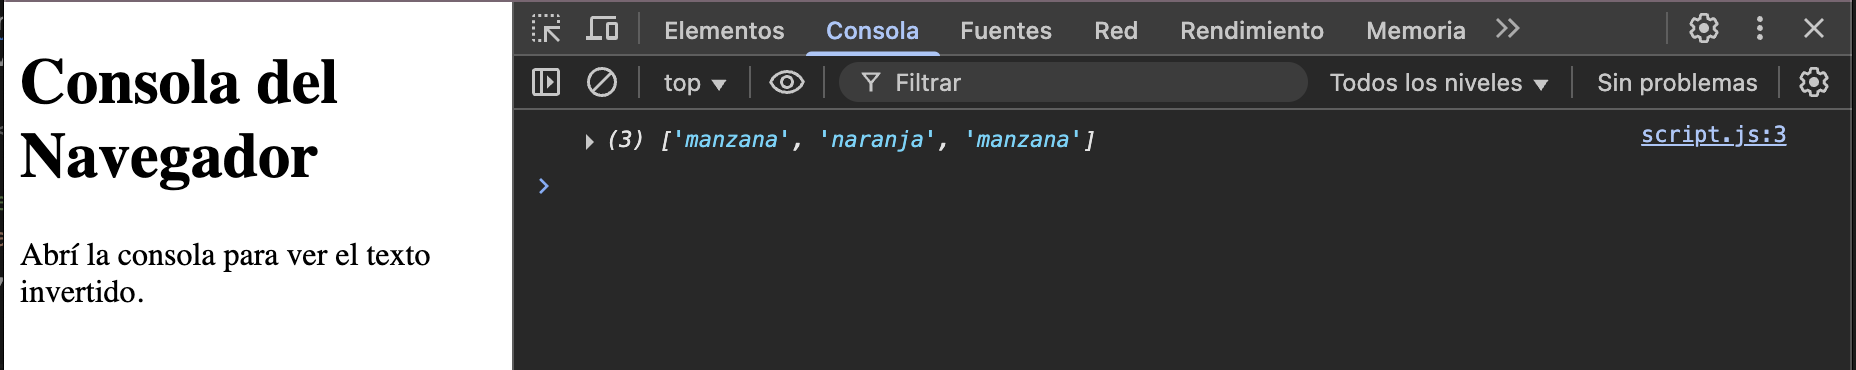 Consola del
Navegador
Abrí la consola para ver el texto
invertido.
Elementos Consola Fuentes Red Rendimiento Memoria
top Filtrar Todos los niveles Sin problemas
(3) ['manzana', 'naranja', 'manzana'] script.js:3